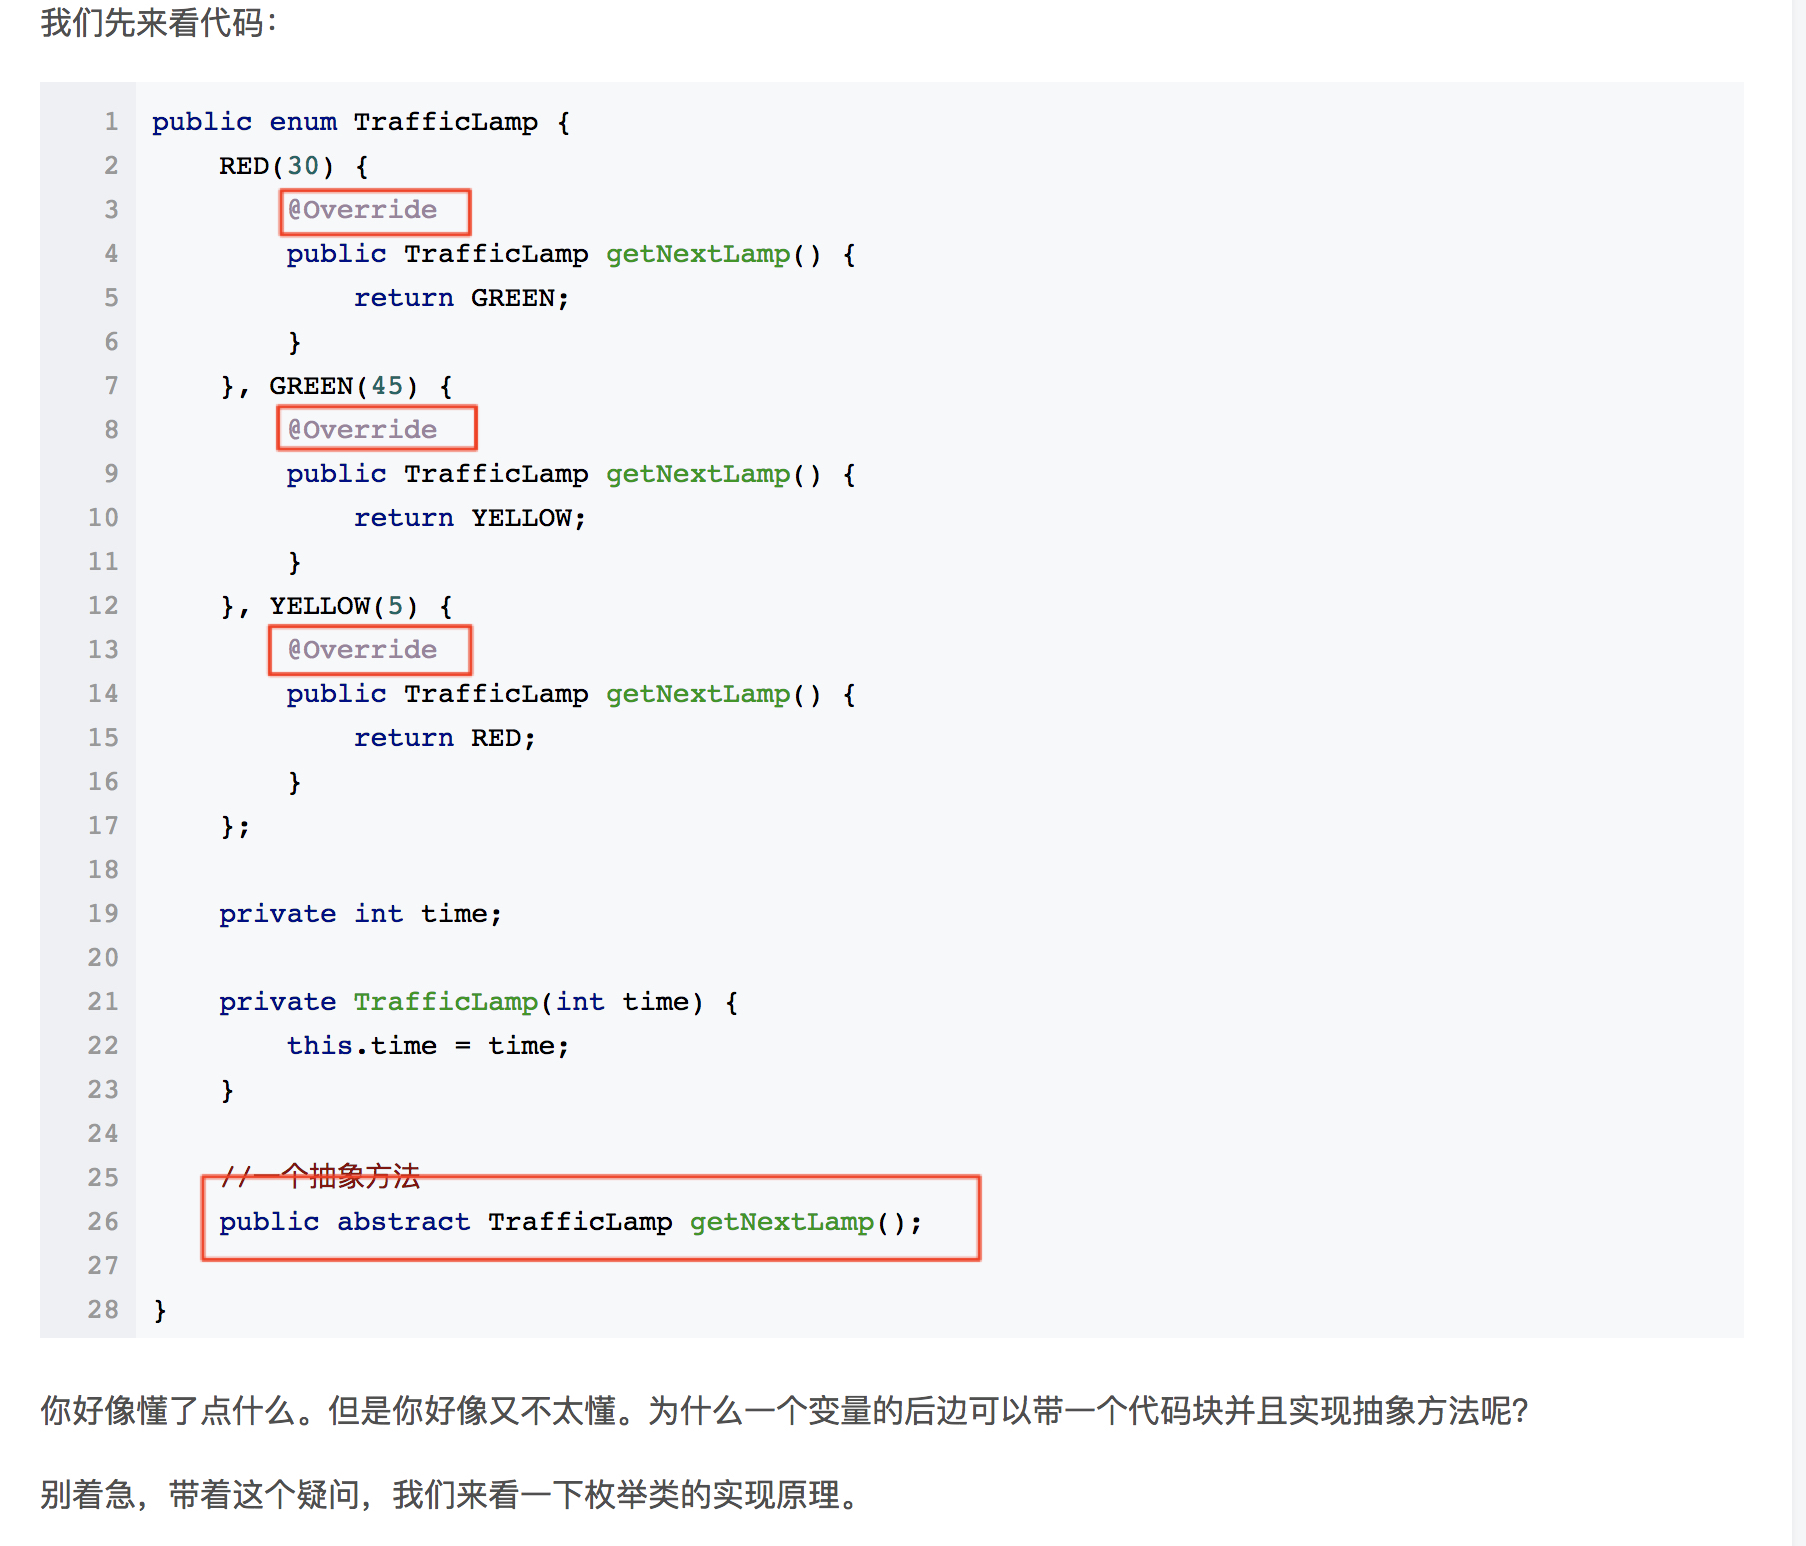 我们先来看代码：
1 public enum TrafficLamp {
2 RED(30) {
3 @Override
4 public TrafficLamp getNextLamp() {
5 return GREEN;
6 }
7 }, GREEN(45) {
8 @Override
9 public TrafficLamp getNextLamp() {
10 return YELLOW;
11 }
12 }, YELLOW(5) {
13 @Override
14 public TrafficLamp getNextLamp() {
15 return RED;
16 }
17 };
18
19 private int time;
20
21 private TrafficLamp(int time) {
22 this.time = time;
23 }
24
25 //一个抽象方法
26 public abstract TrafficLamp getNextLamp();
27
28 }
你好像懂了点什么。但是你好像又不太懂。为什么一个变量的后边可以带一个代码块并且实现抽象方法呢？
别着急，带着这个疑问，我们来看一下枚举类的实现原理。